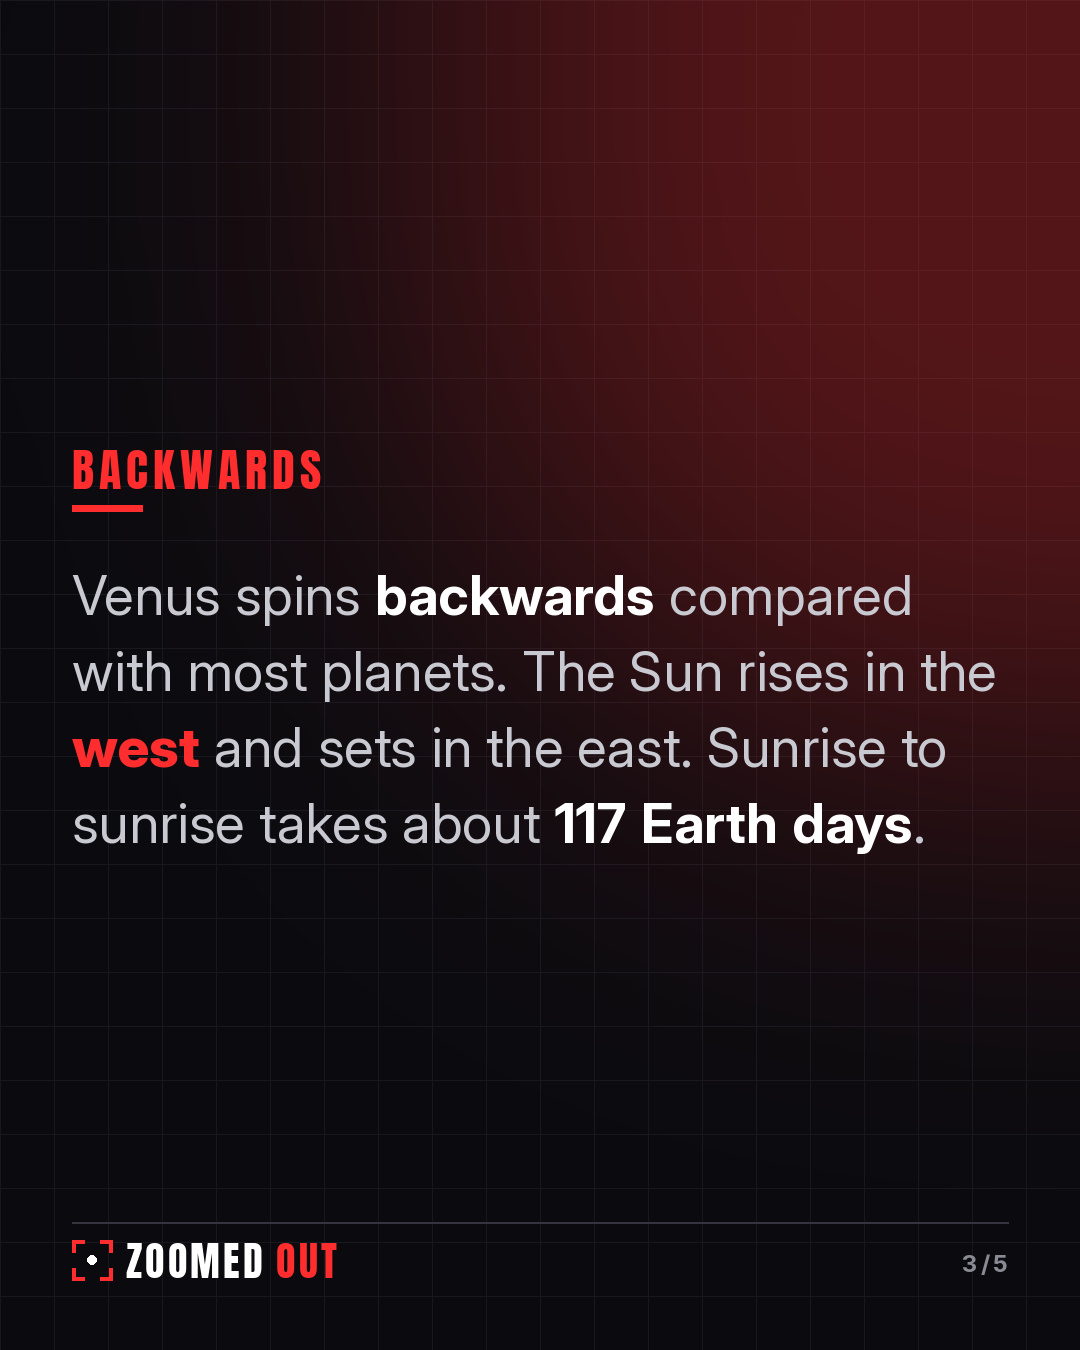 BACKWARDS
Venus spins backwards compared
with most planets. The Sun rises in the
west and sets in the east. Sunrise to
sunrise takes about 117 Earth days.
ZOOMED OUT
3/5